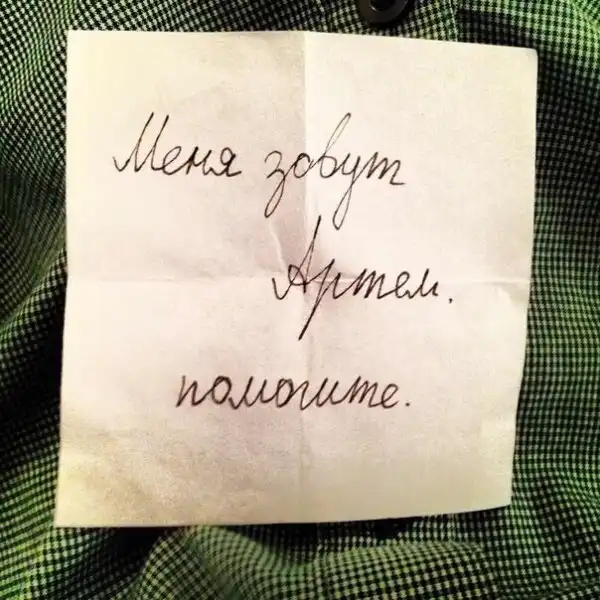 Меня зовут
Артем.
помогите.